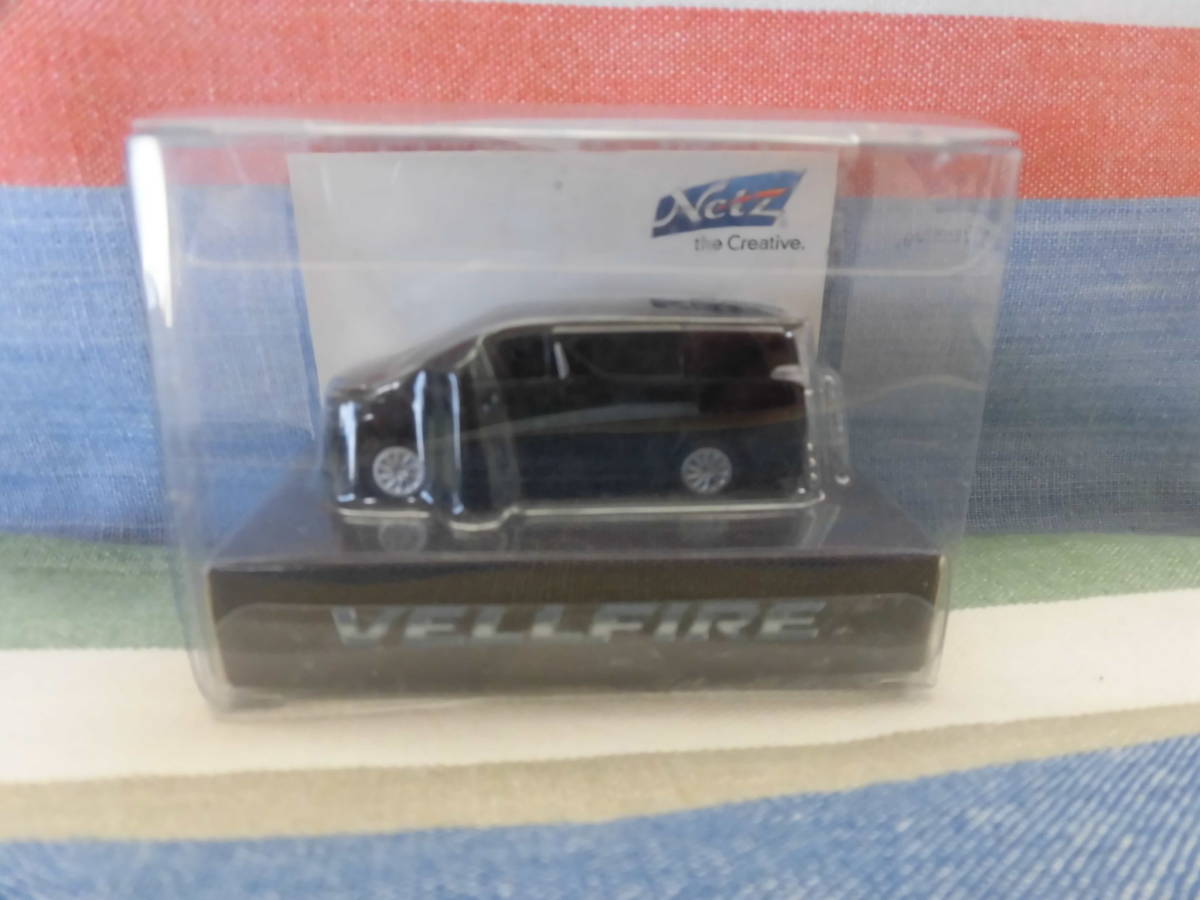 Netz
the Creative.
VELLFIRE